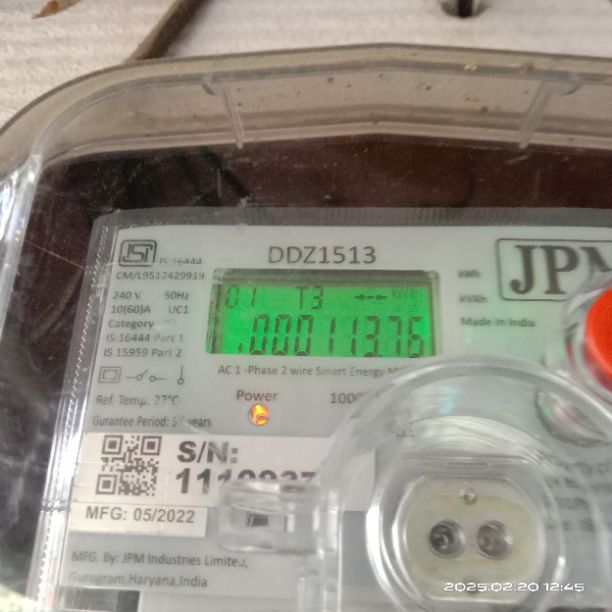 IS 16444
DDZ1513
CM/L9512429919
JPM
kWh
240 V 50Hz
10(60)A UC1
Category
IS:16444 Part 1
IS 15959 Part 2
01 T3
kVAh
Made in India
.00011376
AC 1 -Phase 2 wire Smart Energy
Ref. Temp. 27°C
Power
Gurantee Period: 5 years
S/N:
MFG: 05/2022
MFG. By: JPM Industries Limited,
Gurugram,Haryana,India
2025.02.20 12:45